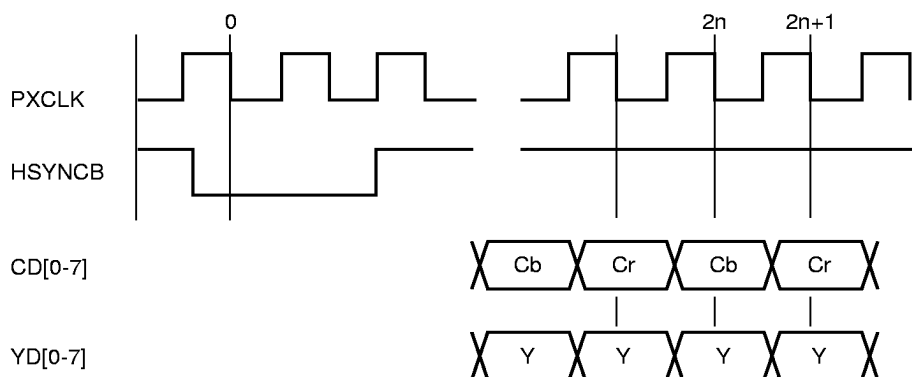 0 2n 2n+1
PXCLK
HSYNCB
CD[0-7] Cb Cr Cb Cr
YD[0-7] Y Y Y Y